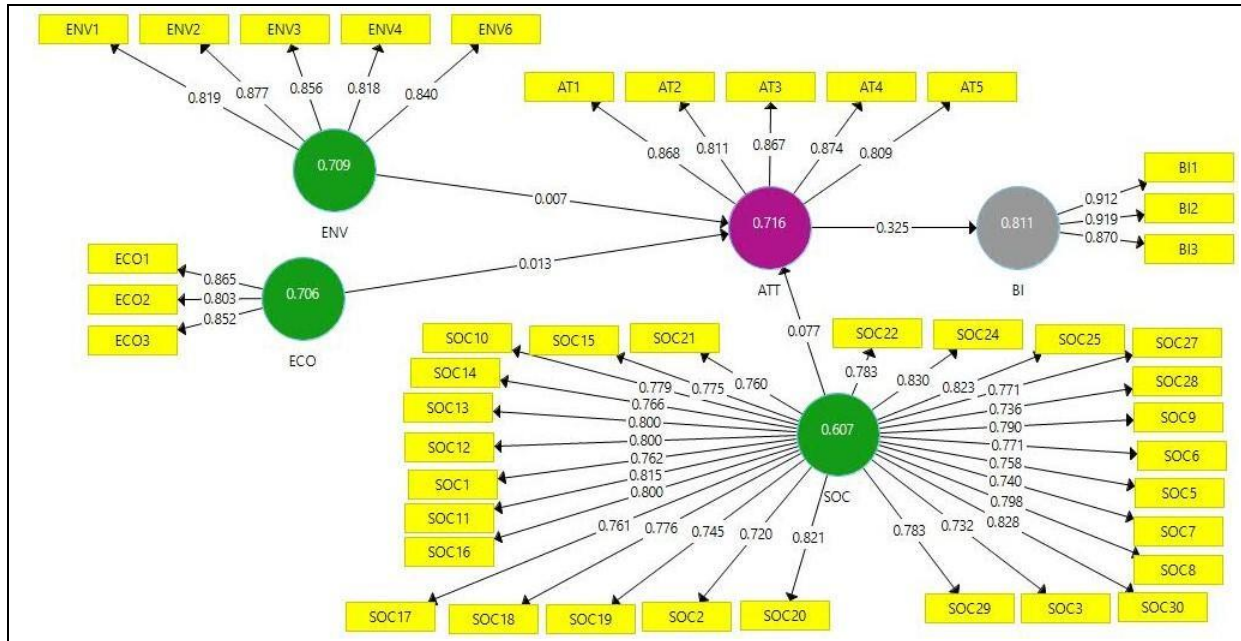 ENV1 ENV2 ENV3 ENV4 ENV6
0.819 0.877 0.856 0.818 0.840
0.709
ENV
AT1 AT2 AT3 AT4 AT5
0.868 0.811 0.867 0.874 0.809
0.716
ATT
0.007
0.013
0.325
0.077
0.811
BI
BI1
BI2
BI3
0.912
0.919
0.870
ECO1
ECO2
ECO3
0.865
0.803
0.852
0.706
ECO
SOC10 SOC15 SOC21 SOC22 SOC24 SOC25 SOC27
SOC14
SOC13
SOC12
SOC1
SOC11
SOC16
0.779 0.775 0.760 0.783 0.830 0.823 0.771
0.766
0.800
0.800
0.762
0.815
0.800
0.607
SOC
0.736
0.790
0.771
0.758
0.740
0.798
0.828
SOC28
SOC9
SOC6
SOC5
SOC7
SOC8
0.761 0.776 0.745 0.720 0.821 0.783 0.732
SOC17 SOC18 SOC19 SOC2 SOC20 SOC29 SOC3 SOC30